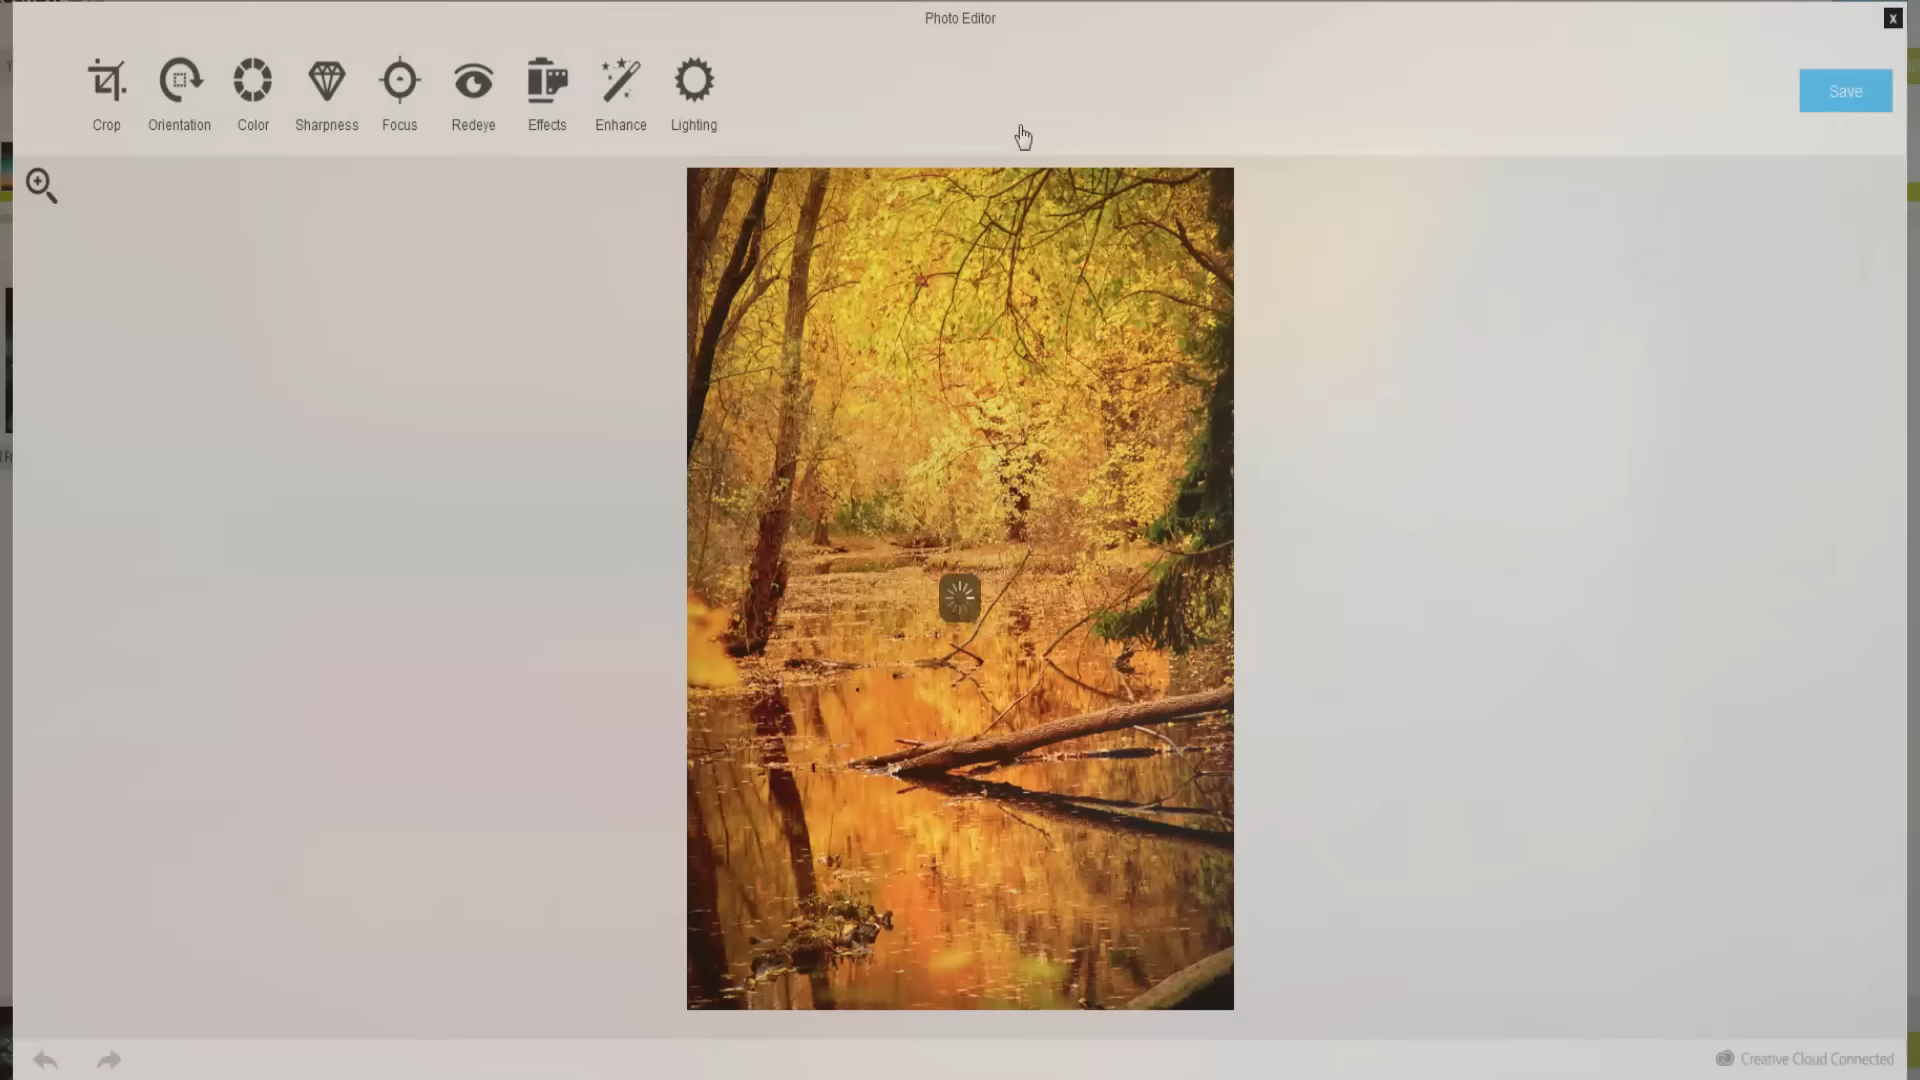 Photo Editor
x
Crop
Orientation
Color
Sharpness
Focus
Redeye
Effects
Enhance
Lighting
Save
Creative Cloud Connected